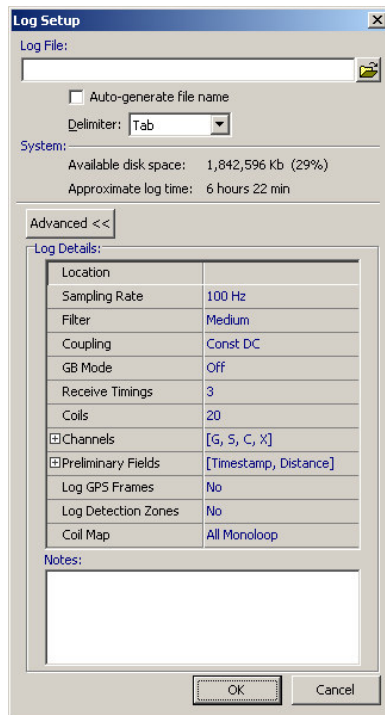 Log Setup
Log File:
Auto-generate file name
Delimiter: Tab
System:
Available disk space: 1,842,596 Kb (29%)
Approximate log time: 6 hours 22 min
Advanced <<
Log Details:
Location
Sampling Rate 100 Hz
Filter Medium
Coupling Const DC
GB Mode Off
Receive Timings 3
Coils 20
Channels [G, S, C, X]
Preliminary Fields [Timestamp, Distance]
Log GPS Frames No
Log Detection Zones No
Coil Map All Monoloop
Notes:
OK Cancel